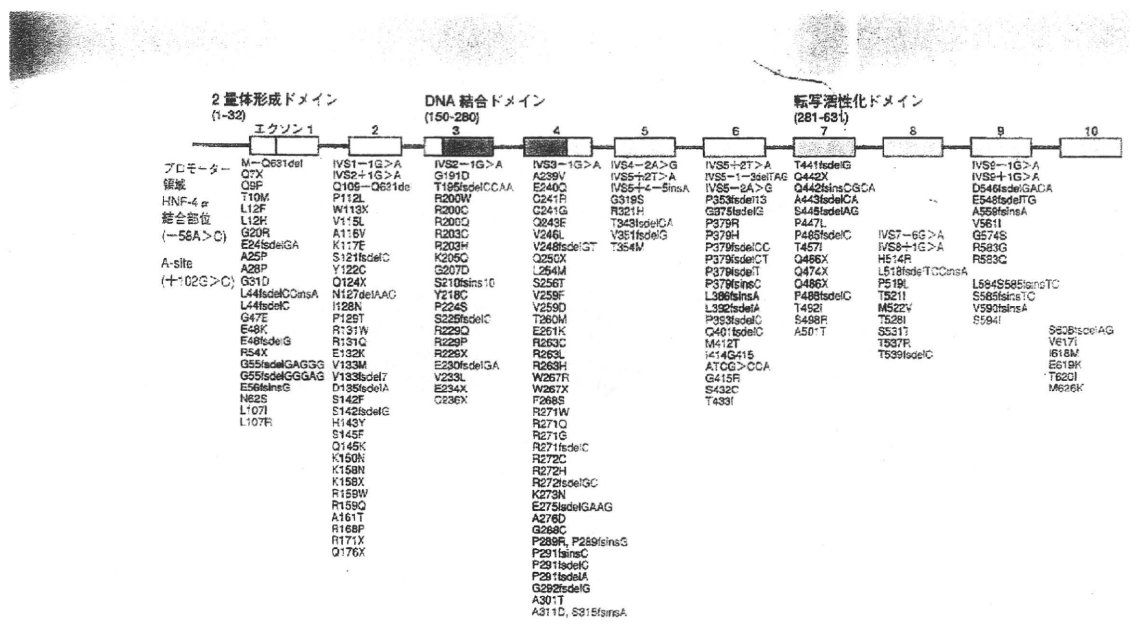 2 量体形成ドメイン
(1-32)
DNA 結合ドメイン
(150-280)
転写活性化ドメイン
(281-631)
エクソン 1
2
3
4
5
6
7
8
9
10
プロモーター
領域
HNF-4α
結合部位
(-58A>C)
A-site
(+102G>C)
M-Q631del
Q7X
Q9P
T10M
L12F
L12H
G20R
E24fsdelGA
A25P
A28P
G31D
L44fsdelCCinsA
L44fsdelC
G47E
E48K
E48fsdelG
R54X
G55fsdelGAGGG
G55fsdelGGGAG
E56fsinsG
N62S
L107I
L107R
IVS1-1G>A
IVS2+1G>A
Q109-Q631de
P112L
W113X
V115L
A116V
K117E
S121fsdelC
Y122C
Q124X
N127delAAC
I128N
P129T
R131W
R131Q
E132K
V133M
V133fsdel7
D135fsdelA
S142F
S142fsdelG
H143Y
S145F
Q145K
K150N
K158N
K158X
R159W
R159Q
A161T
R168P
R171X
Q176X
IVS2-1G>A
G191D
T195fsdelCCAA
R200W
R200C
R200Q
R203C
R203H
K205Q
G207D
S210fsins10
Y218C
P224S
S225fsdelC
R229Q
R229P
R229X
E230fsdelGA
V233L
E234X
C236X
IVS3-1G>A
A239V
E240Q
C241R
C241G
Q243E
V246L
V248fsdelGT
Q250X
L254M
S256T
V259F
V259D
T260M
E261K
R263C
R263L
R263H
W267R
W267X
F268S
R271W
R271Q
R271G
R271fsdelC
R272C
R272H
R272fsdelGC
K273N
E275fsdelGAAG
A276D
G288C
P289R, P289fsinsG
P291fsinsC
P291fsdelC
P291fsdelA
G292fsdelG
A301T
A311D, S315fsinsA
IVS4-2A>G
IVS5+2T>A
IVS5+4-5insA
G319S
R321H
T343fsdelCA
V351fsdelG
T354M
IVS5+2T>A
IVS5-1-3delTAG
IVS5-2A>G
P353fsdel13
G375fsdelG
P379R
P379H
P379fsdelCC
P379fsdelCT
P379fsdelT
P379fsinsC
L386fsinsA
L392fsdelA
P393fsdelC
Q401fsdelC
M412T
I414G415
ATCG>CCA
G415R
S432C
T433I
T441fsdelG
Q442X
Q442fsinsCGCA
A443fsdelCA
S445fsdelAG
P447L
P485fsdelC
T457I
Q466X
Q474X
Q486X
P488fsdelC
T492I
S498R
A501T
IVS7-6G>A
IVS8+1G>A
H514R
L518fsdelTCCinsA
P519L
T521I
M522V
T528I
S531T
T537R
T539fsdelC
IVS9-1G>A
IVS9+1G>A
D546fsdelGACA
E548fsdelTG
A559fsinsA
V561I
G574S
R583G
R583Q
L584S585fsinsTC
S585fsinsTC
V590fsinsA
S594I
S608fsdelAG
V617I
I618M
E619K
T620I
M626K